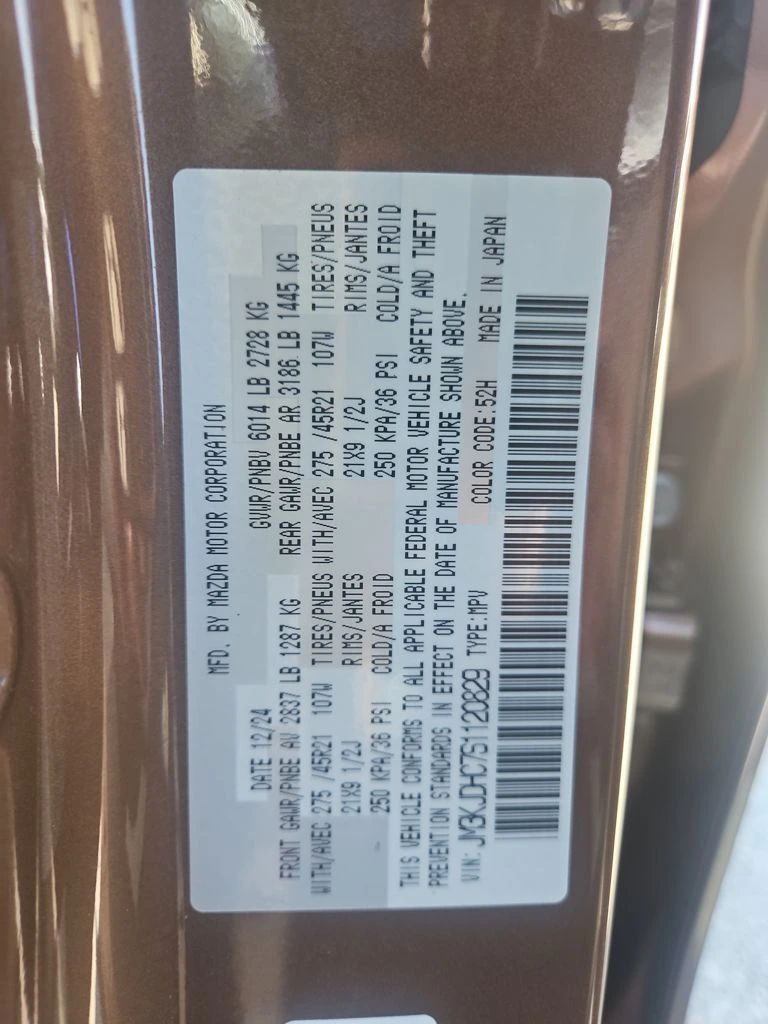 MFD. BY MAZDA MOTOR CORPORATION
DATE 12/24 GVWR/PNBV 6014 LB 2728 KG
FRONT GAWR/PNBE AV 2837 LB 1287 KG REAR GAWR/PNBE AR 3186 LB 1445 KG
WITH/AVEC 275 /45R21 107W TIRES/PNEUS WITH/AVEC 275 /45R21 107W TIRES/PNEUS
21X9 1/2J RIMS/JANTES 21X9 1/2J RIMS/JANTES
250 KPA/36 PSI COLD/A FROID 250 KPA/36 PSI COLD/A FROID
THIS VEHICLE CONFORMS TO ALL APPLICABLE FEDERAL MOTOR VEHICLE SAFETY AND THEFT
PREVENTION STANDARDS IN EFFECT ON THE DATE OF MANUFACTURE SHOWN ABOVE.
VIN: JM3KJDHC7S1120829 TYPE:MPV COLOR CODE:52H MADE IN JAPAN